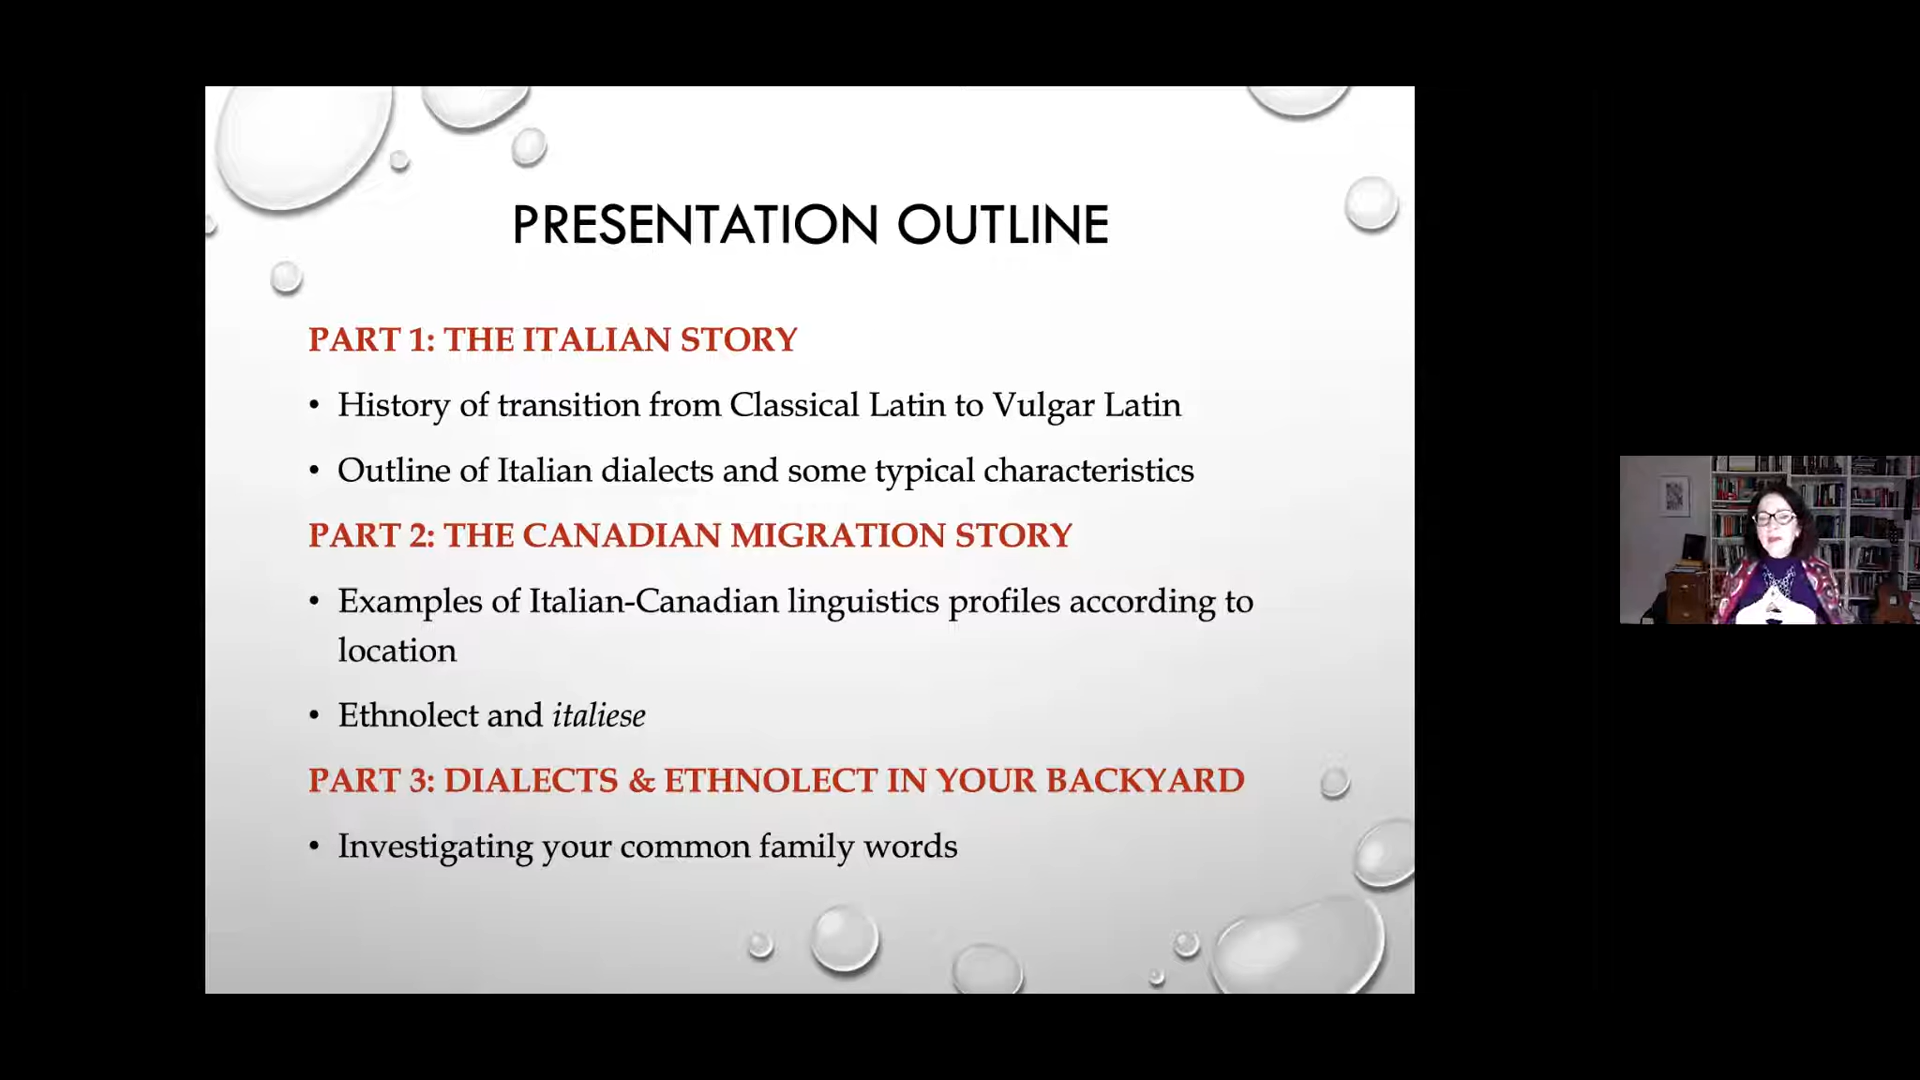 PRESENTATION OUTLINE
PART 1: THE ITALIAN STORY
• History of transition from Classical Latin to Vulgar Latin
• Outline of Italian dialects and some typical characteristics
PART 2: THE CANADIAN MIGRATION STORY
• Examples of Italian-Canadian linguistics profiles according to
location
• Ethnolect and italiese
PART 3: DIALECTS & ETHNOLECT IN YOUR BACKYARD
• Investigating your common family words